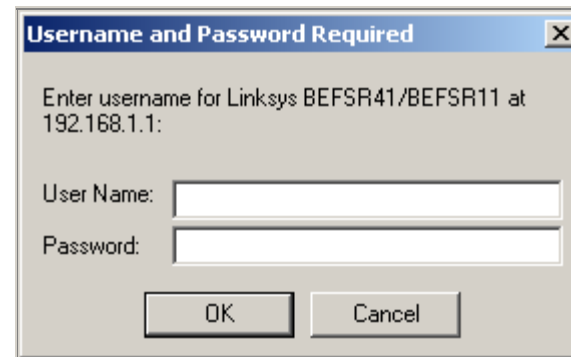 Username and Password Required
Enter username for Linksys BEFSR41/BEFSR11 at
192.168.1.1:
User Name:
Password:
OK Cancel